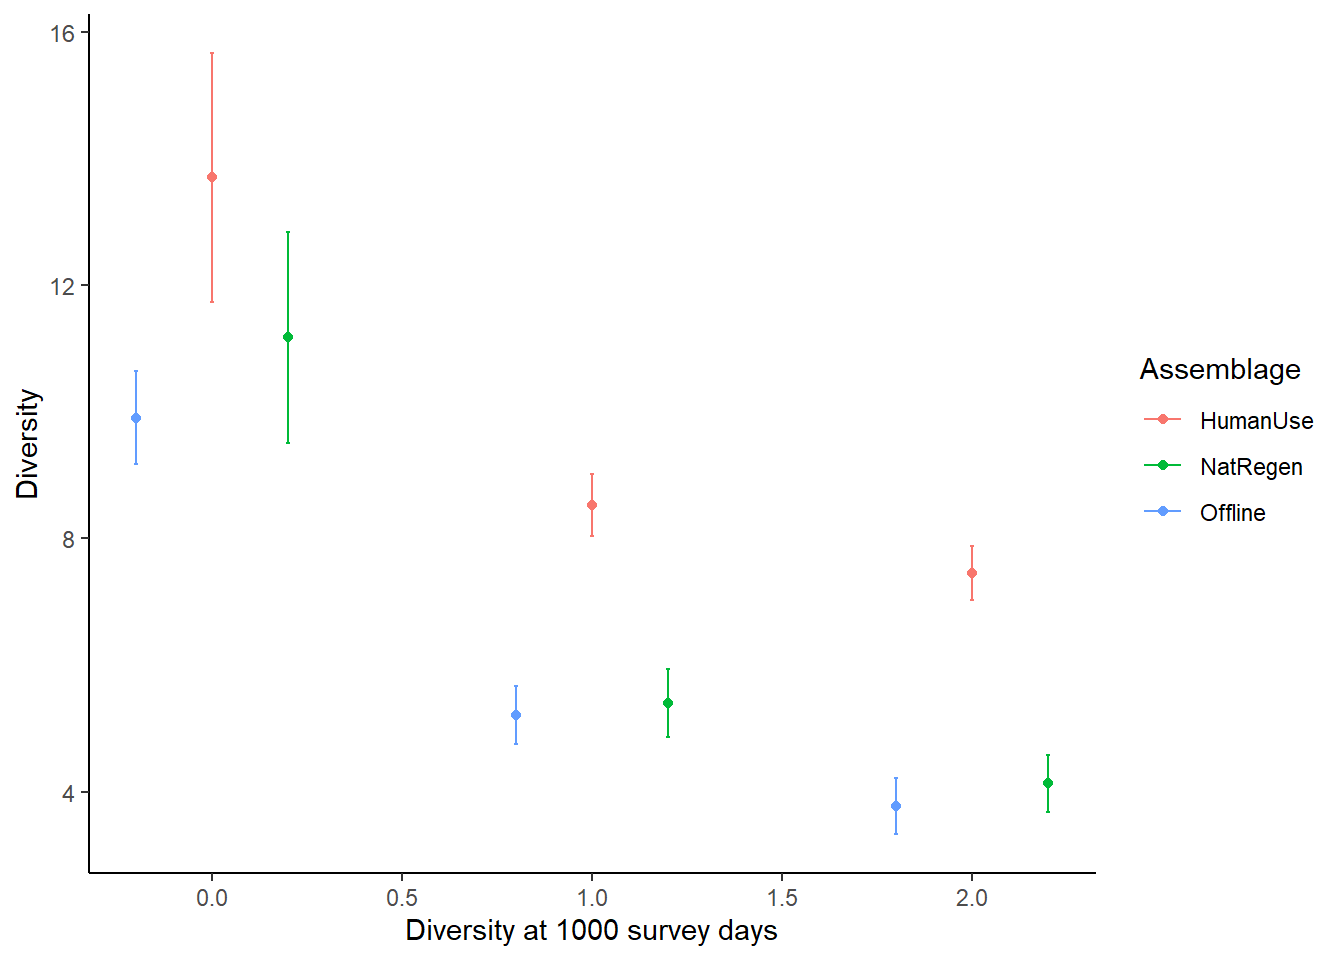 16
12
8
4
Diversity
0.0 0.5 1.0 1.5 2.0
Diversity at 1000 survey days
Assemblage
HumanUse
NatRegen
Offline